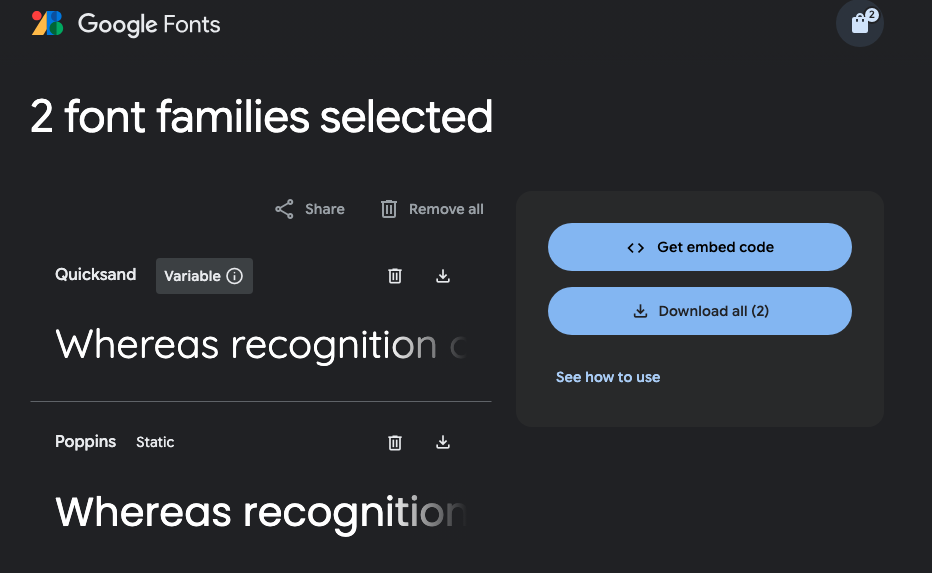 Google Fonts
2
2 font families selected
Share
Remove all
Get embed code
Quicksand
Variable
Download all (2)
Whereas recognition
See how to use
Poppins
Static
Whereas recognition